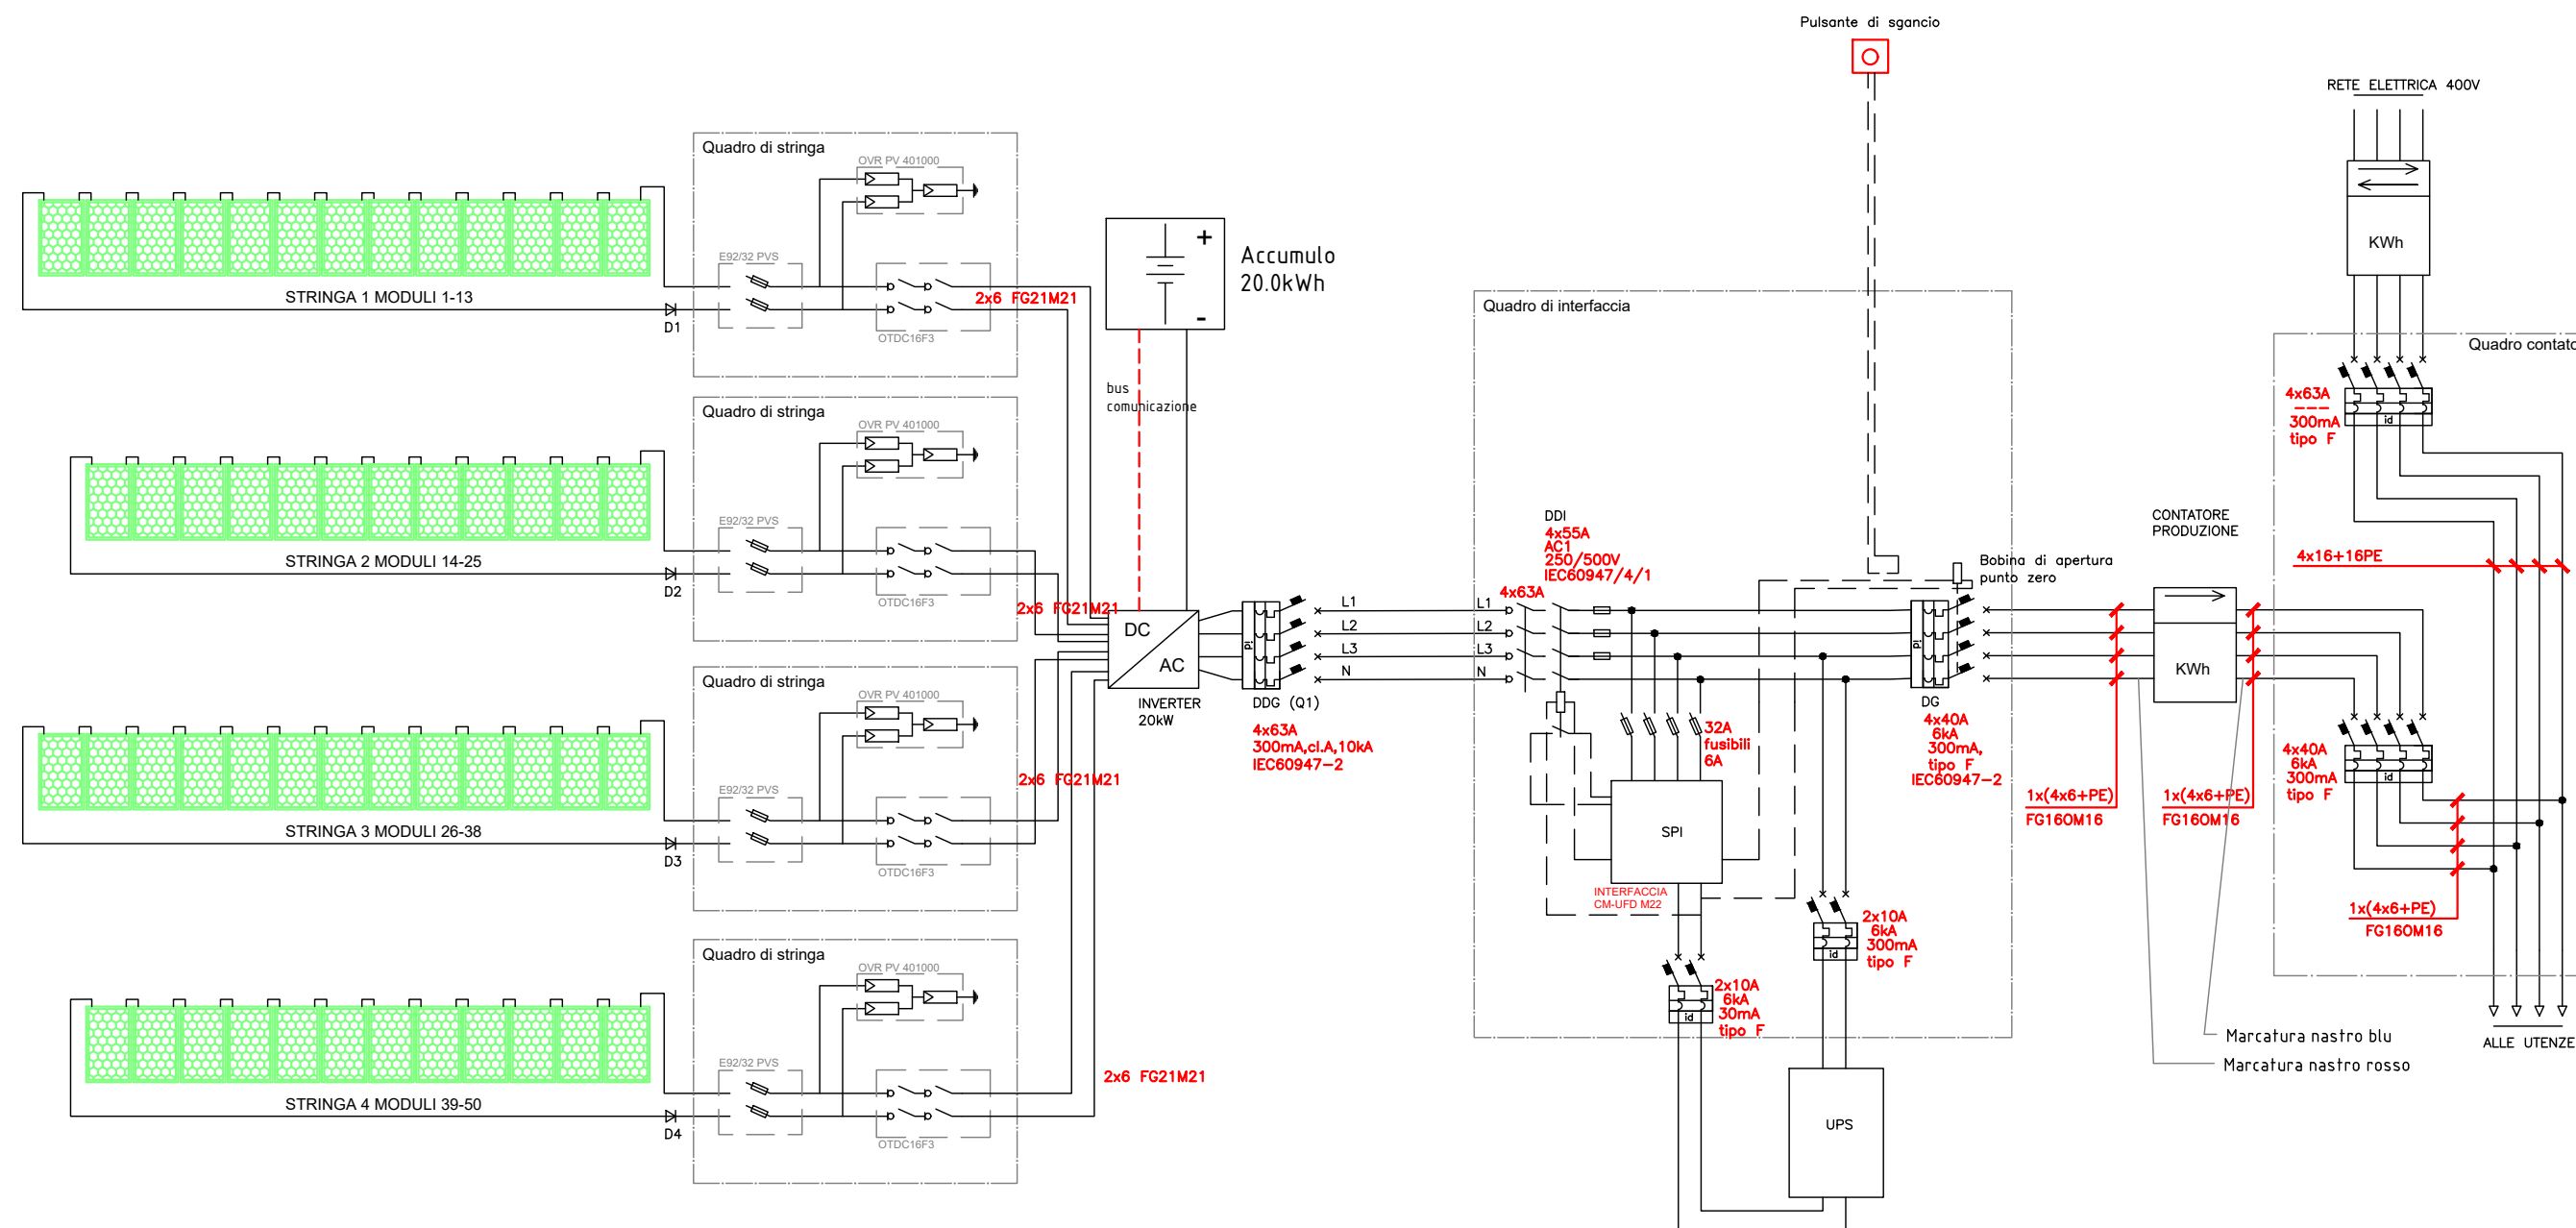 Pulsante di sgancio
RETE ELETTRICA 400V
KWh
Quadro di stringa
OVR PV 401000
E92/32 PVS
OTDC16F3
STRINGA 1 MODULI 1-13
D1
2x6 FG21M21
+
-
Accumulo
20.0kWh
bus
comunicazione
Quadro di interfaccia
Quadro contato
4x63A
---
300mA
tipo F
id
Quadro di stringa
OVR PV 401000
E92/32 PVS
OTDC16F3
STRINGA 2 MODULI 14-25
D2
2x6 FG21M21
DC
AC
INVERTER
20kW
id
DDG (Q1)
4x63A
300mA,cl.A,10kA
IEC60947-2
L1
L2
L3
N
L1
L2
L3
N
DDI
4x55A
AC1
250/500V
IEC60947/4/1
4x63A
32A
fusibili
6A
SPI
INTERFACCIA
CM-UFD M22
Bobina di apertura
punto zero
id
DG
4x40A
6kA
300mA,
tipo F
IEC60947-2
CONTATORE
PRODUZIONE
KWh
4x16+16PE
1x(4x6+PE)
FG16OM16
1x(4x6+PE)
FG16OM16
4x40A
6kA
300mA
tipo F
id
1x(4x6+PE)
FG16OM16
Quadro di stringa
OVR PV 401000
E92/32 PVS
OTDC16F3
STRINGA 3 MODULI 26-38
D3
2x6 FG21M21
2x10A
6kA
300mA
tipo F
id
2x10A
6kA
30mA
tipo F
id
UPS
Marcatura nastro blu
Marcatura nastro rosso
ALLE UTENZE
Quadro di stringa
OVR PV 401000
E92/32 PVS
OTDC16F3
STRINGA 4 MODULI 39-50
D4
2x6 FG21M21